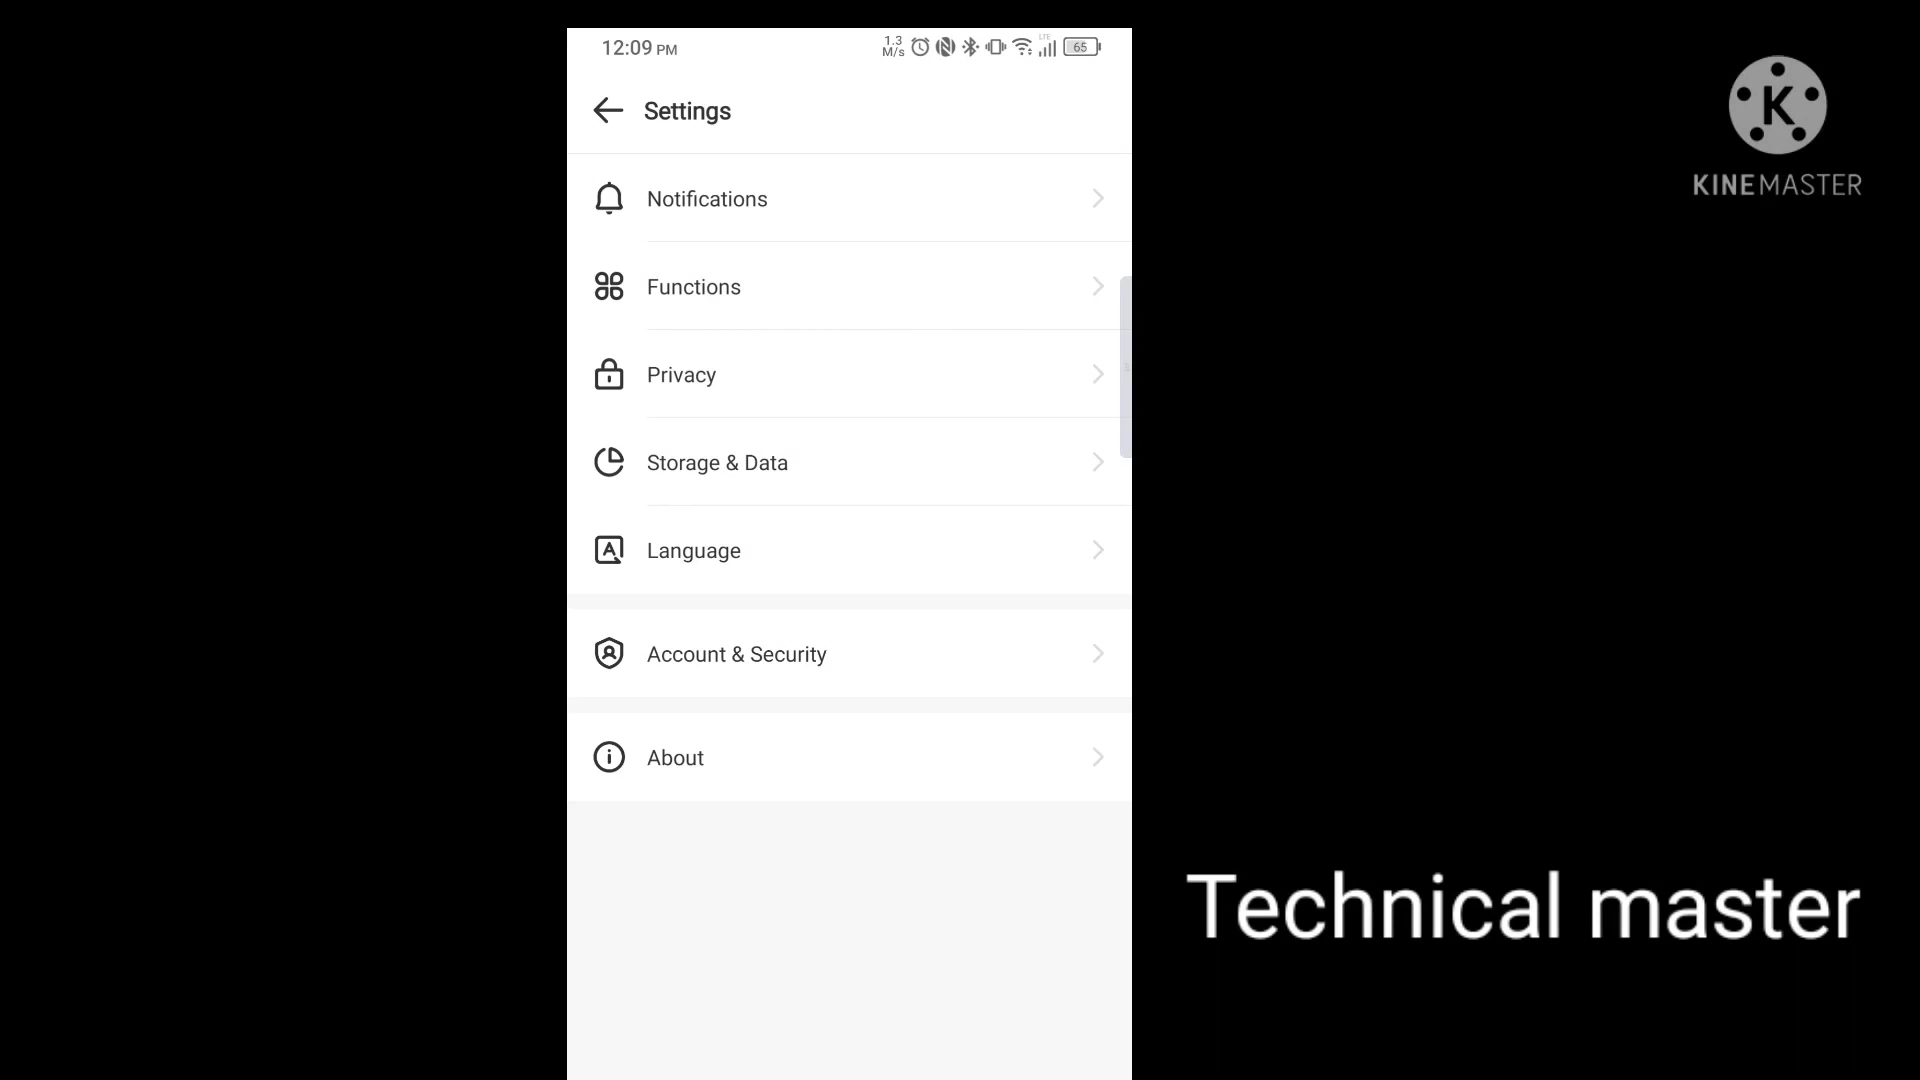 12:09 PM
1.3
M/s
LTE
65
Settings
Notifications
Functions
Privacy
Storage & Data
Language
Account & Security
About
K
KINEMASTER
Technical master